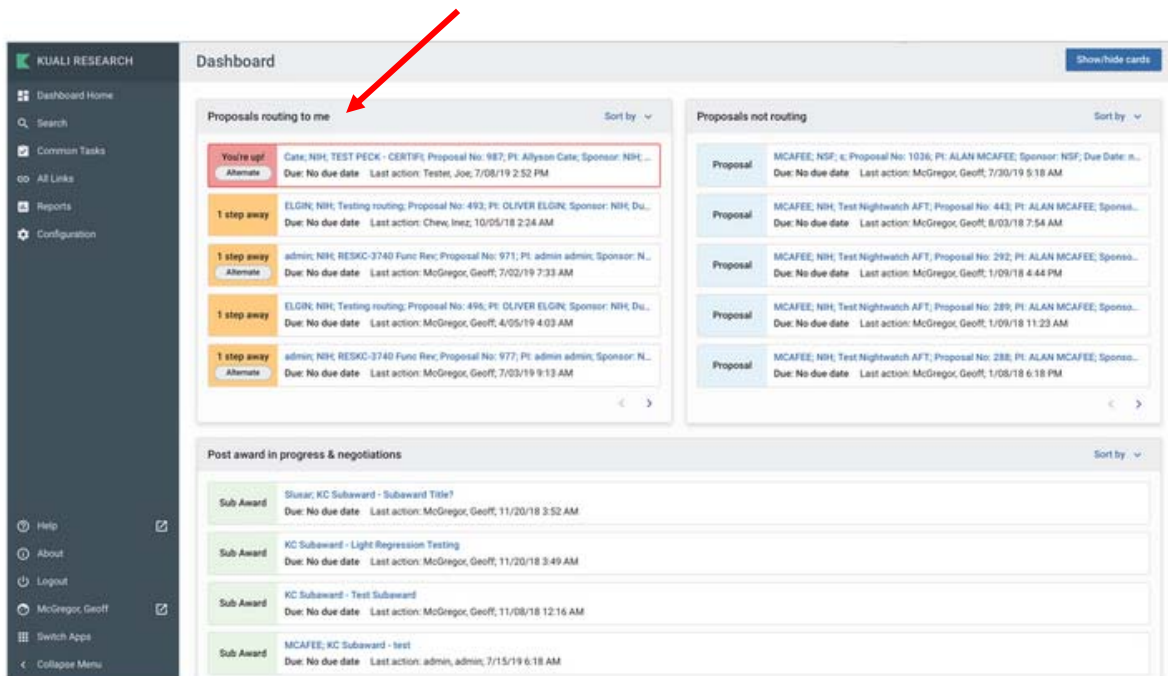 KUALI RESEARCH
Dashboard Home
Search
Common Tasks
All Links
Reports
Configuration
Help
About
Logout
McGregor, Geoff
Switch Apps
Collapse Menu
Dashboard
Show/hide cards
Proposals routing to me
Sort by
You're up!
Alternate
Cate; NIH; TEST PECK - CERTIFI; Proposal No: 987; PI: Allyson Cate; Sponsor: NIH; ...
Due: No due date Last action: Tester, Joe; 7/08/19 2:52 PM
1 step away
ELGIN; NIH; Testing routing; Proposal No: 493; PI: OLIVER ELGIN; Sponsor: NIH; Du...
Due: No due date Last action: Chew, Inez; 10/05/18 2:24 AM
1 step away
Alternate
admin; NIH; RESKC-3740 Func Rev; Proposal No: 971; PI: admin admin; Sponsor: N...
Due: No due date Last action: McGregor, Geoff; 7/02/19 7:33 AM
1 step away
ELGIN; NIH; Testing routing; Proposal No: 496; PI: OLIVER ELGIN; Sponsor: NIH; Du...
Due: No due date Last action: McGregor, Geoff; 4/05/19 4:03 AM
1 step away
Alternate
admin; NIH; RESKC-3740 Func Rev; Proposal No: 977; PI: admin admin; Sponsor: N...
Due: No due date Last action: McGregor, Geoff; 7/03/19 9:13 AM
Proposals not routing
Sort by
Proposal
MCAFEE; NSF; s; Proposal No: 1036; PI: ALAN MCAFEE; Sponsor: NSF; Due Date: n...
Due: No due date Last action: McGregor, Geoff; 7/30/19 5:18 AM
Proposal
MCAFEE; NIH; Test Nightwatch AFT; Proposal No: 443; PI: ALAN MCAFEE; Sponso...
Due: No due date Last action: McGregor, Geoff; 8/03/18 7:54 AM
Proposal
MCAFEE; NIH; Test Nightwatch AFT; Proposal No: 292; PI: ALAN MCAFEE; Sponso...
Due: No due date Last action: McGregor, Geoff; 1/09/18 4:44 PM
Proposal
MCAFEE; NIH; Test Nightwatch AFT; Proposal No: 289; PI: ALAN MCAFEE; Sponso...
Due: No due date Last action: McGregor, Geoff; 1/09/18 11:23 AM
Proposal
MCAFEE; NIH; Test Nightwatch AFT; Proposal No: 288; PI: ALAN MCAFEE; Sponso...
Due: No due date Last action: McGregor, Geoff; 1/08/18 6:18 PM
Post award in progress & negotiations
Sort by
Sub Award
Slusar; KC Subaward - Subaward Title?
Due: No due date Last action: McGregor, Geoff; 11/20/18 3:52 AM
Sub Award
KC Subaward - Light Regression Testing
Due: No due date Last action: McGregor, Geoff; 11/20/18 3:49 AM
Sub Award
KC Subaward - Test Subaward
Due: No due date Last action: McGregor, Geoff; 11/08/18 12:16 AM
Sub Award
MCAFEE; KC Subaward - test
Due: No due date Last action: admin, admin; 7/15/19 6:18 AM